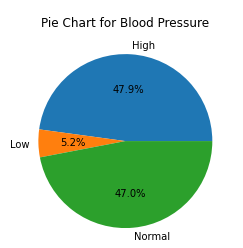 Pie Chart for Blood Pressure
High
47.9%
Low
5.2%
47.0%
Normal